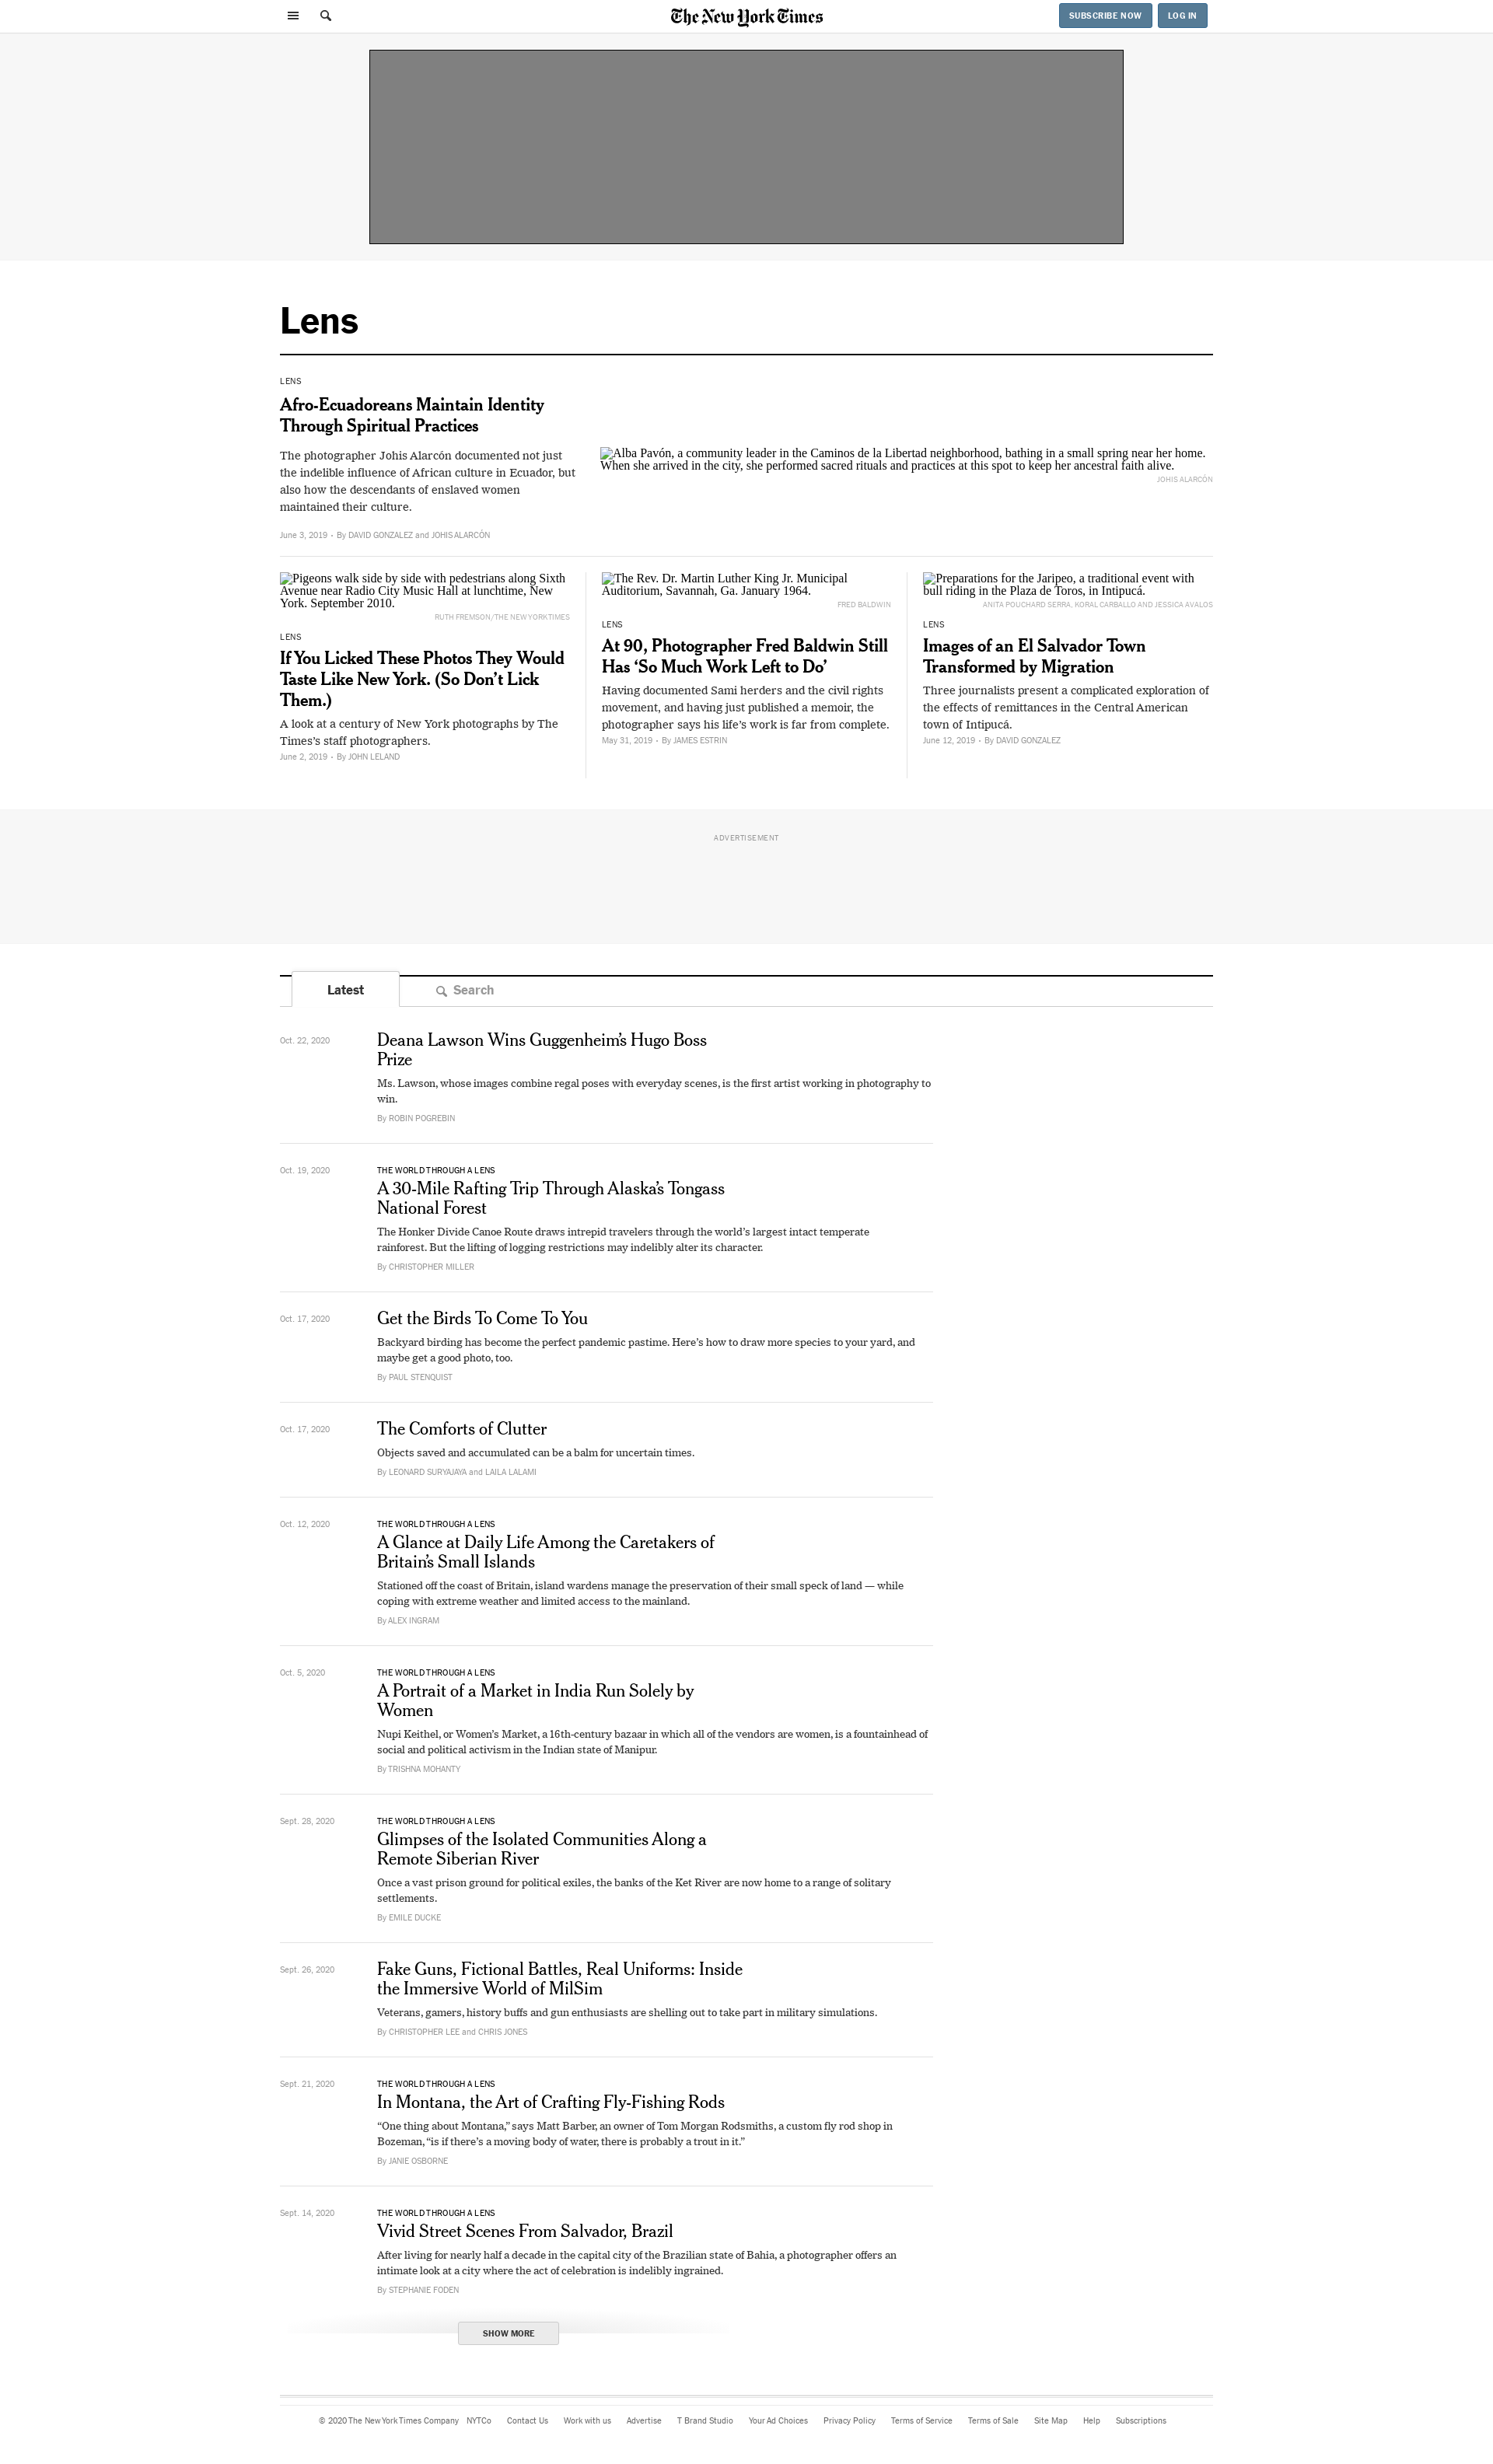 The New York Times
SUBSCRIBE NOW
LOG IN
Lens
LENS
Afro-Ecuadoreans Maintain Identity
Through Spiritual Practices
The photographer Johis Alarcón documented not just
the indelible influence of African culture in Ecuador, but
also how the descendants of enslaved women
maintained their culture.
June 3, 2019 • By DAVID GONZALEZ and JOHIS ALARCÓN
Alba Pavón, a community leader in the Caminos de la Libertad neighborhood, bathing in a small spring near her home.
When she arrived in the city, she performed sacred rituals and practices at this spot to keep her ancestral faith alive.
JOHIS ALARCÓN
Pigeons walk side by side with pedestrians along Sixth
Avenue near Radio City Music Hall at lunchtime, New
York. September 2010.
RUTH FREMSON/THE NEW YORK TIMES
LENS
If You Licked These Photos They Would
Taste Like New York. (So Don’t Lick
Them.)
A look at a century of New York photographs by The
Times’s staff photographers.
June 2, 2019 • By JOHN LELAND
The Rev. Dr. Martin Luther King Jr. Municipal
Auditorium, Savannah, Ga. January 1964.
FRED BALDWIN
LENS
At 90, Photographer Fred Baldwin Still
Has ‘So Much Work Left to Do’
Having documented Sami herders and the civil rights
movement, and having just published a memoir, the
photographer says his life’s work is far from complete.
May 31, 2019 • By JAMES ESTRIN
Preparations for the Jaripeo, a traditional event with
bull riding in the Plaza de Toros, in Intipucá.
ANITA POUCHARD SERRA, KORAL CARBALLO AND JESSICA AVALOS
LENS
Images of an El Salvador Town
Transformed by Migration
Three journalists present a complicated exploration of
the effects of remittances in the Central American
town of Intipucá.
June 12, 2019 • By DAVID GONZALEZ
ADVERTISEMENT
Latest
Search
Oct. 22, 2020
Deana Lawson Wins Guggenheim’s Hugo Boss
Prize
Ms. Lawson, whose images combine regal poses with everyday scenes, is the first artist working in photography to
win.
By ROBIN POGREBIN
Oct. 19, 2020
THE WORLD THROUGH A LENS
A 30-Mile Rafting Trip Through Alaska’s Tongass
National Forest
The Honker Divide Canoe Route draws intrepid travelers through the world’s largest intact temperate
rainforest. But the lifting of logging restrictions may indelibly alter its character.
By CHRISTOPHER MILLER
Oct. 17, 2020
Get the Birds To Come To You
Backyard birding has become the perfect pandemic pastime. Here’s how to draw more species to your yard, and
maybe get a good photo, too.
By PAUL STENQUIST
Oct. 17, 2020
The Comforts of Clutter
Objects saved and accumulated can be a balm for uncertain times.
By LEONARD SURYAJAYA and LAILA LALAMI
Oct. 12, 2020
THE WORLD THROUGH A LENS
A Glance at Daily Life Among the Caretakers of
Britain’s Small Islands
Stationed off the coast of Britain, island wardens manage the preservation of their small speck of land — while
coping with extreme weather and limited access to the mainland.
By ALEX INGRAM
Oct. 5, 2020
THE WORLD THROUGH A LENS
A Portrait of a Market in India Run Solely by
Women
Nupi Keithel, or Women’s Market, a 16th-century bazaar in which all of the vendors are women, is a fountainhead of
social and political activism in the Indian state of Manipur.
By TRISHNA MOHANTY
Sept. 28, 2020
THE WORLD THROUGH A LENS
Glimpses of the Isolated Communities Along a
Remote Siberian River
Once a vast prison ground for political exiles, the banks of the Ket River are now home to a range of solitary
settlements.
By EMILE DUCKE
Sept. 26, 2020
Fake Guns, Fictional Battles, Real Uniforms: Inside
the Immersive World of MilSim
Veterans, gamers, history buffs and gun enthusiasts are shelling out to take part in military simulations.
By CHRISTOPHER LEE and CHRIS JONES
Sept. 21, 2020
THE WORLD THROUGH A LENS
In Montana, the Art of Crafting Fly-Fishing Rods
“One thing about Montana,” says Matt Barber, an owner of Tom Morgan Rodsmiths, a custom fly rod shop in
Bozeman, “is if there’s a moving body of water, there is probably a trout in it.”
By JANIE OSBORNE
Sept. 14, 2020
THE WORLD THROUGH A LENS
Vivid Street Scenes From Salvador, Brazil
After living for nearly half a decade in the capital city of the Brazilian state of Bahia, a photographer offers an
intimate look at a city where the act of celebration is indelibly ingrained.
By STEPHANIE FODEN
SHOW MORE
© 2020 The New York Times Company NYTCo Contact Us Work with us Advertise T Brand Studio Your Ad Choices Privacy Policy Terms of Service Terms of Sale Site Map Help Subscriptions